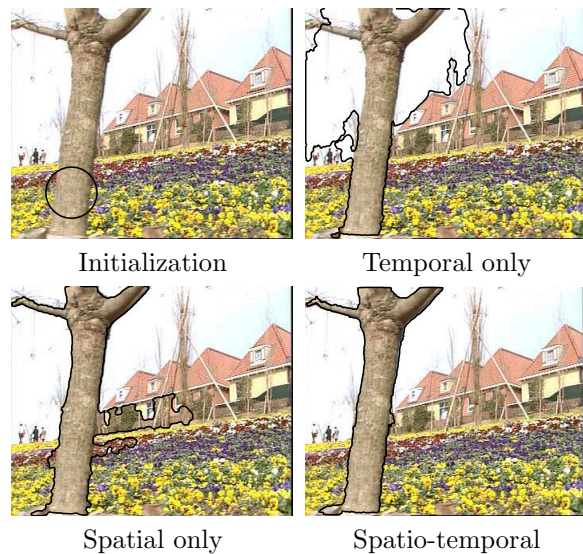 Initialization
Temporal only
Spatial only
Spatio-temporal